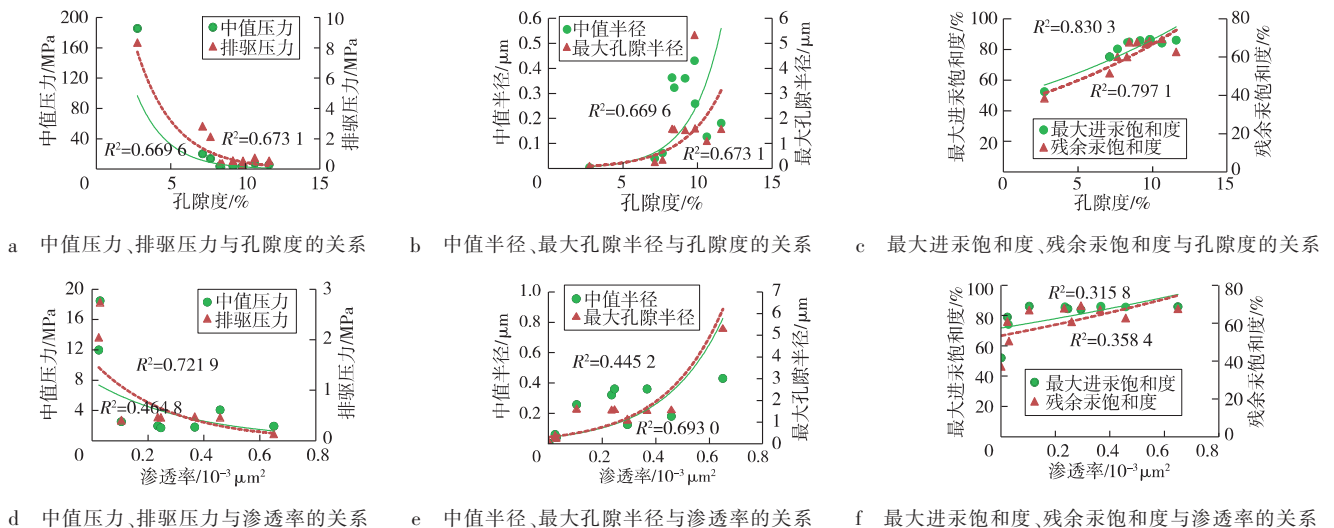 200
160
120
80
40
0
5
10
15
10
8
6
4
2
0
中值压力/MPa
排驱压力/MPa
中值压力
排驱压力
R²=0.669 6
R²=0.673 1
孔隙度/%
a 中值压力、排驱压力与孔隙度的关系
0.6
0.5
0.4
0.3
0.2
0.1
0
5
10
15
6
5
4
3
2
1
0
中值半径/μm
最大孔隙半径/μm
中值半径
最大孔隙半径
R²=0.669 6
R²=0.673 1
孔隙度/%
b 中值半径、最大孔隙半径与孔隙度的关系
100
80
60
40
20
0
5
10
15
80
60
40
20
0
最大进汞饱和度/%
残余汞饱和度/%
R²=0.830 3
R²=0.797 1
最大进汞饱和度
残余汞饱和度
孔隙度/%
c 最大进汞饱和度、残余汞饱和度与孔隙度的关系
20
16
12
8
4
0
0.2
0.4
0.6
0.8
3
2
1
0
中值压力/MPa
排驱压力/MPa
中值压力
排驱压力
R²=0.721 9
R²=0.464 8
渗透率/10⁻³ μm²
d 中值压力、排驱压力与渗透率的关系
1.0
0.8
0.6
0.4
0.2
0
0.2
0.4
0.6
0.8
7
6
5
4
3
2
1
0
中值半径/μm
最大孔隙半径/μm
中值半径
最大孔隙半径
R²=0.445 2
R²=0.693 0
渗透率/10⁻³ μm²
e 中值半径、最大孔隙半径与渗透率的关系
100
80
60
40
20
0
0.2
0.4
0.6
0.8
80
60
40
20
0
最大进汞饱和度/%
残余汞饱和度/%
R²=0.315 8
R²=0.358 4
最大进汞饱和度
残余汞饱和度
渗透率/10⁻³ μm²
f 最大进汞饱和度、残余汞饱和度与渗透率的关系